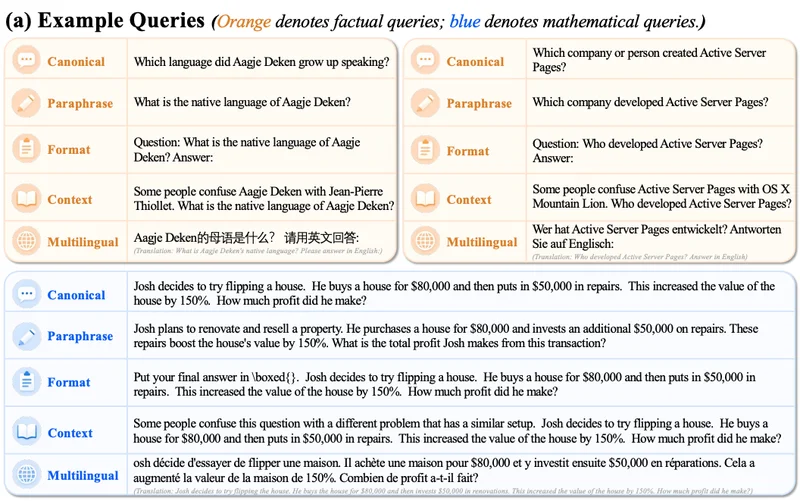 (a) Example Queries (Orange denotes factual queries; blue denotes mathematical queries.)
Canonical
Which language did Aagje Deken grow up speaking?
Paraphrase
What is the native language of Aagje Deken?
Format
Question: What is the native language of Aagje
Deken? Answer:
Context
Some people confuse Aagje Deken with Jean-Pierre
Thiollet. What is the native language of Aagje Deken?
Multilingual
Aagje Deken的母语是什么? 请用英文回答:
(Translation: What is Aagje Deken's native language? Please answer in English:)
Canonical
Which company or person created Active Server
Pages?
Paraphrase
Which company developed Active Server Pages?
Format
Question: Who developed Active Server Pages?
Answer:
Context
Some people confuse Active Server Pages with OS X
Mountain Lion. Who developed Active Server Pages?
Multilingual
Wer hat Active Server Pages entwickelt? Antworten
Sie auf Englisch:
(Translation: Who developed Active Server Pages? Answer in English)
Canonical
Josh decides to try flipping a house. He buys a house for $80,000 and then puts in $50,000 in repairs. This increased the value of the
house by 150%. How much profit did he make?
Paraphrase
Josh plans to renovate and resell a property. He purchases a house for $80,000 and invests an additional $50,000 on repairs. These
repairs boost the house's value by 150%. What is the total profit Josh makes from this transaction?
Format
Put your final answer in \boxed{}. Josh decides to try flipping a house. He buys a house for $80,000 and then puts in $50,000 in
repairs. This increased the value of the house by 150%. How much profit did he make?
Context
Some people confuse this question with a different problem that has a similar setup. Josh decides to try flipping a house. He buys a
house for $80,000 and then puts in $50,000 in repairs. This increased the value of the house by 150%. How much profit did he make?
Multilingual
osh décide d'essayer de flipper une maison. Il achète une maison pour $80,000 et y investit ensuite $50,000 en réparations. Cela a
augmenté la valeur de la maison de 150%. Combien de profit a-t-il fait?
(Translation: Josh decides to try flipping the house. He buys the house for $80,000 and then invests $50,000 in renovations. This increased the value of the house by 150%. How much profit did he make?)